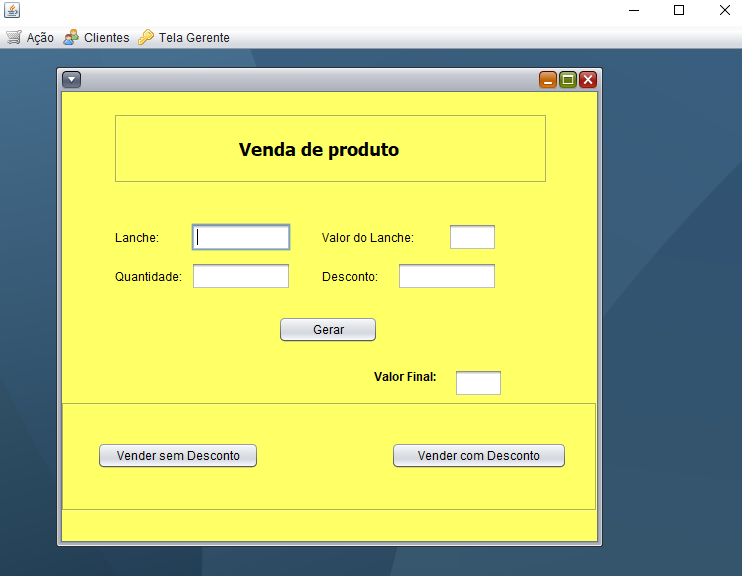 Ação Clientes Tela Gerente
Venda de produto
Lanche: Valor do Lanche:
Quantidade: Desconto:
Gerar
Valor Final:
Vender sem Desconto Vender com Desconto